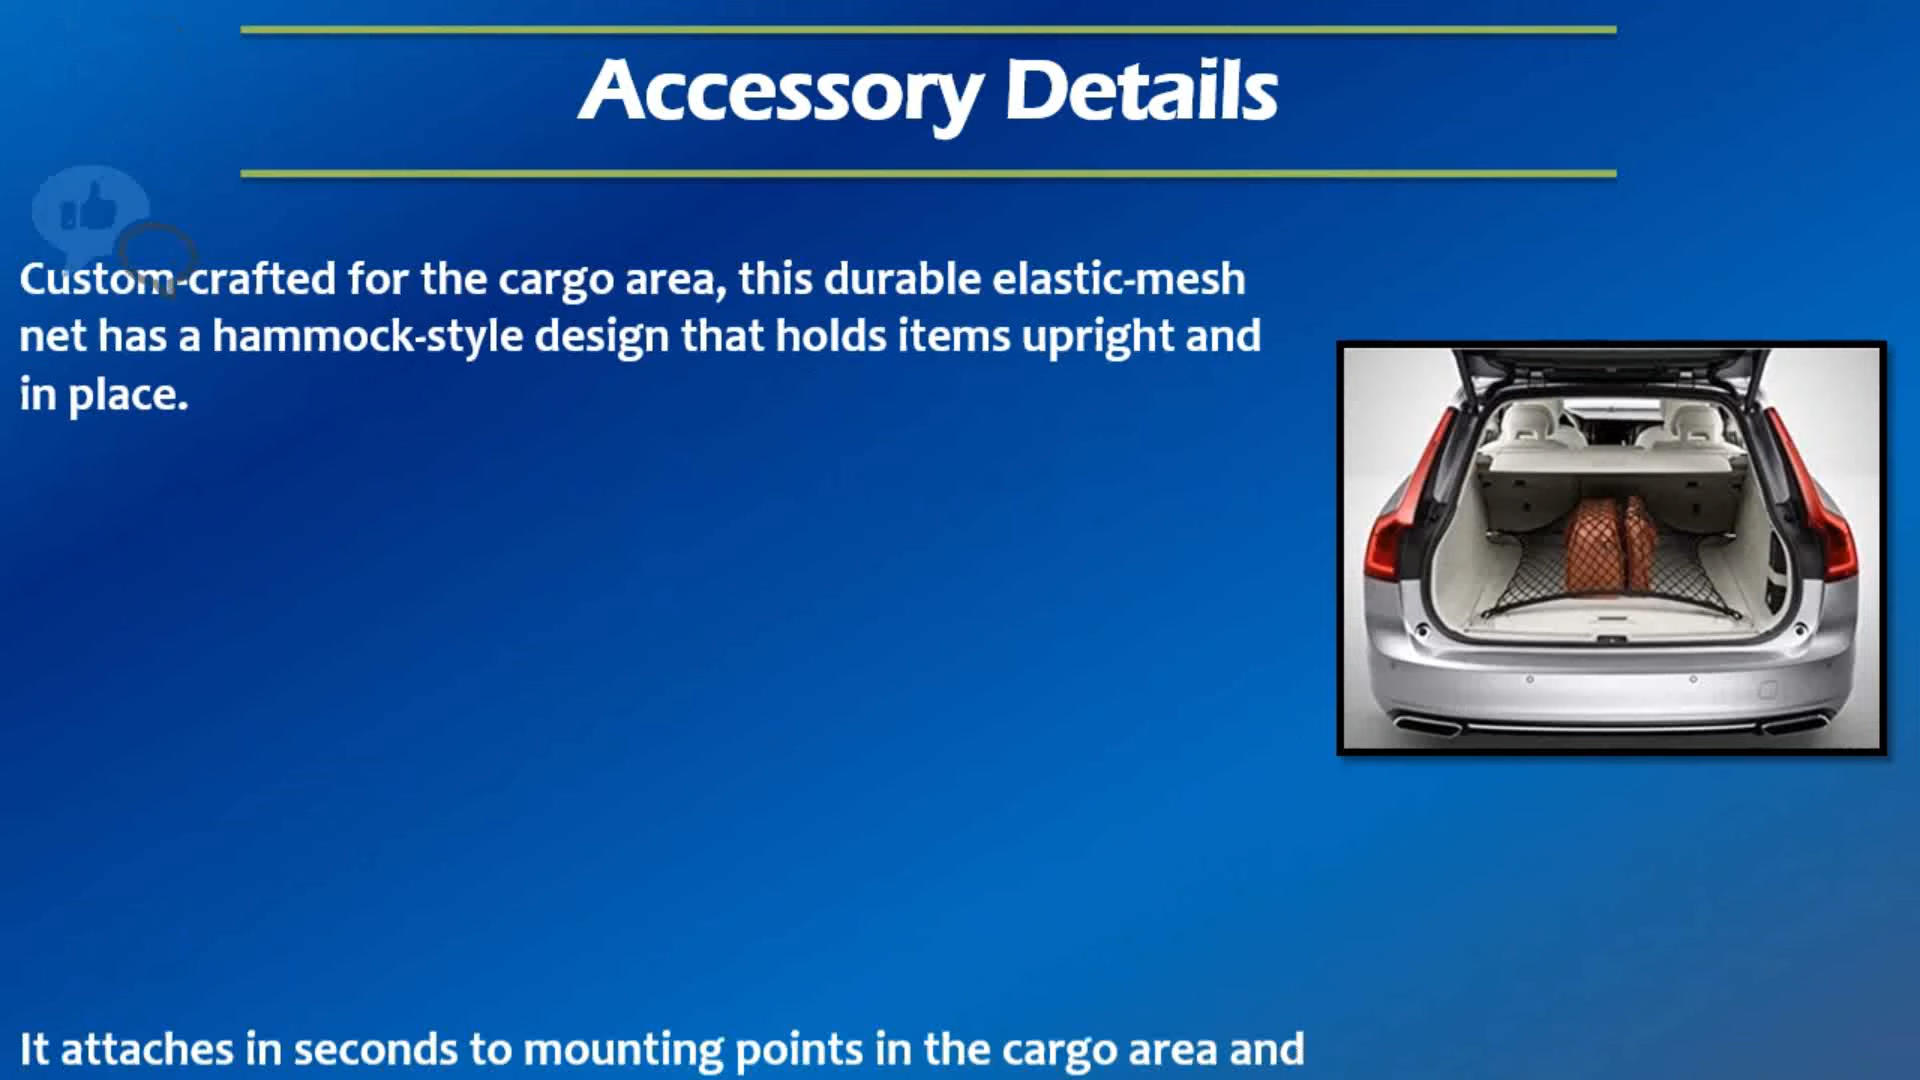 Accessory Details
Custom-crafted for the cargo area, this durable elastic-mesh
net has a hammock-style design that holds items upright and
in place.
It attaches in seconds to mounting points in the cargo area and